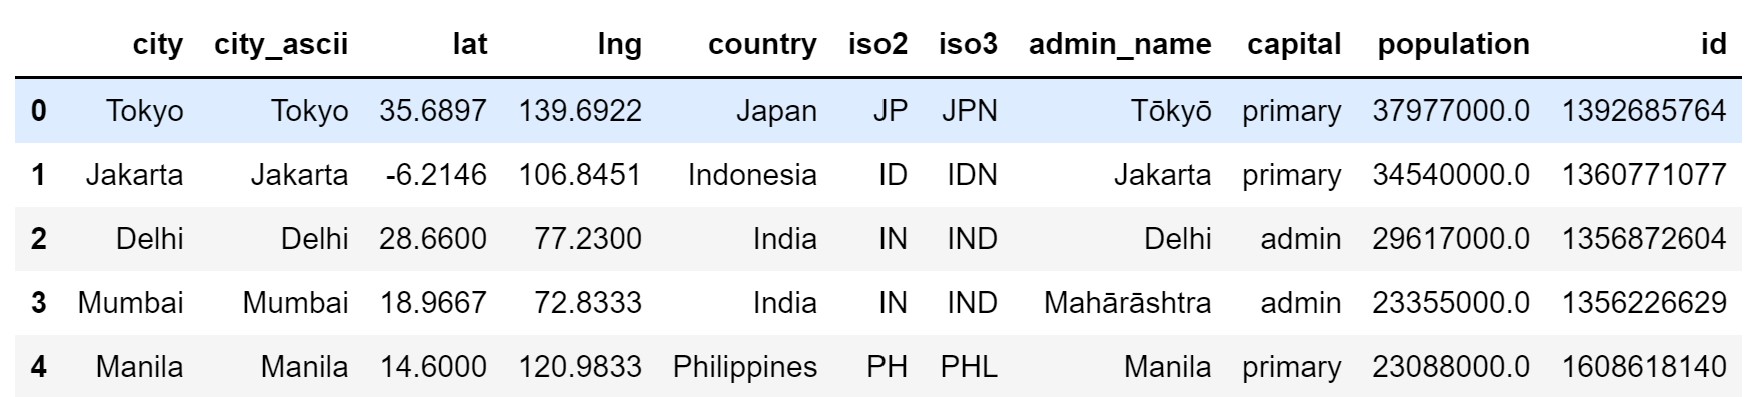 city city_ascii lat lng country iso2 iso3 admin_name capital population id
0 Tokyo Tokyo 35.6897 139.6922 Japan JP JPN Tōkyō primary 37977000.0 1392685764
1 Jakarta Jakarta -6.2146 106.8451 Indonesia ID IDN Jakarta primary 34540000.0 1360771077
2 Delhi Delhi 28.6600 77.2300 India IN IND Delhi admin 29617000.0 1356872604
3 Mumbai Mumbai 18.9667 72.8333 India IN IND Mahārāshtra admin 23355000.0 1356226629
4 Manila Manila 14.6000 120.9833 Philippines PH PHL Manila primary 23088000.0 1608618140